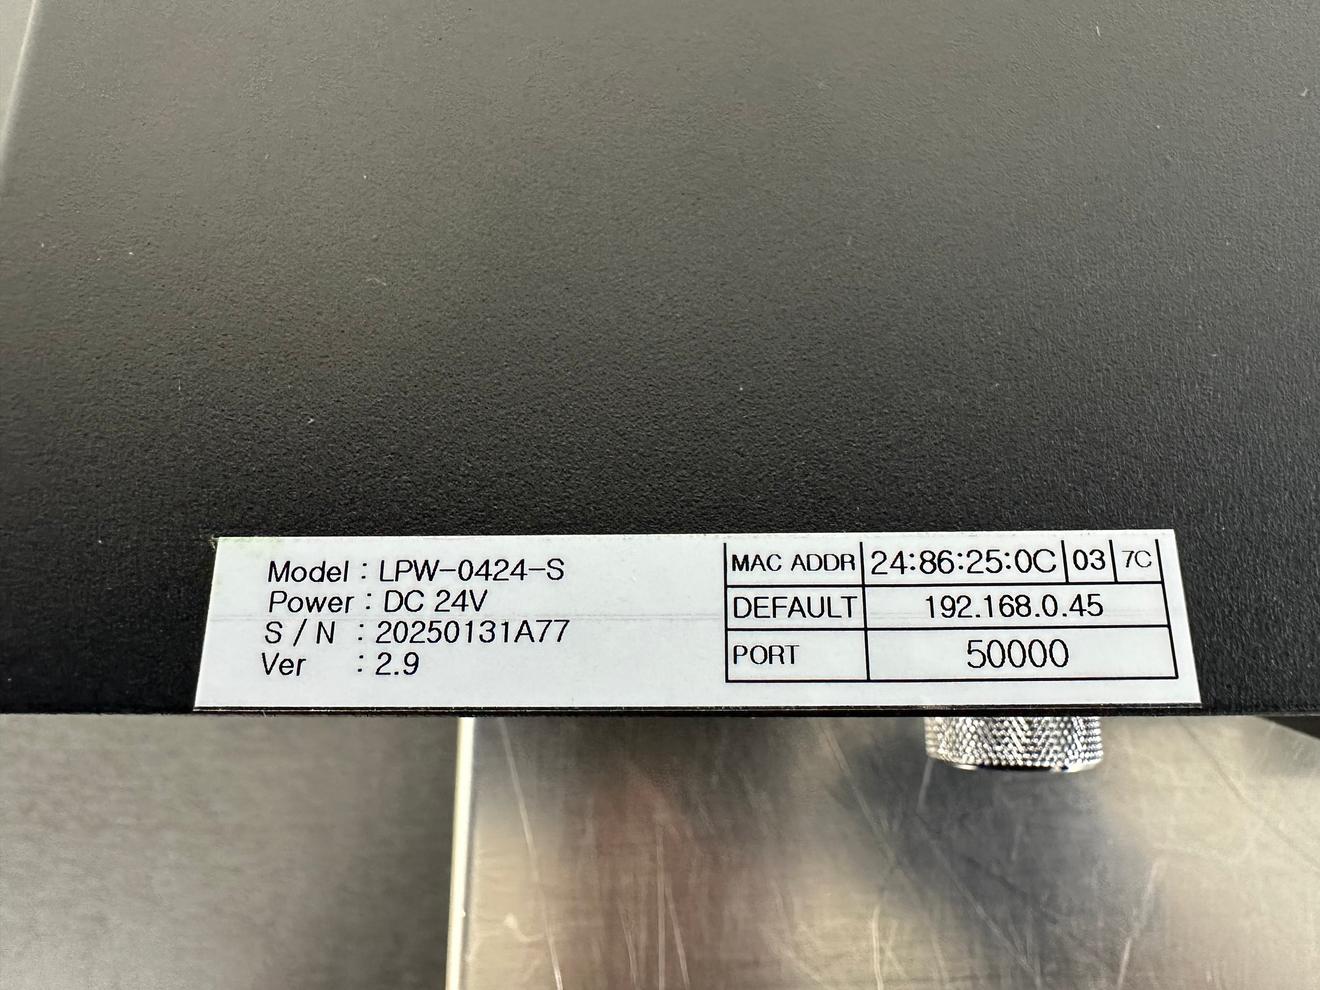 Model : LPW-0424-S
Power : DC 24V
S / N : 20250131A77
Ver : 2.9
MAC ADDR 24:86:25:0C 03 7C
DEFAULT 192.168.0.45
PORT 50000